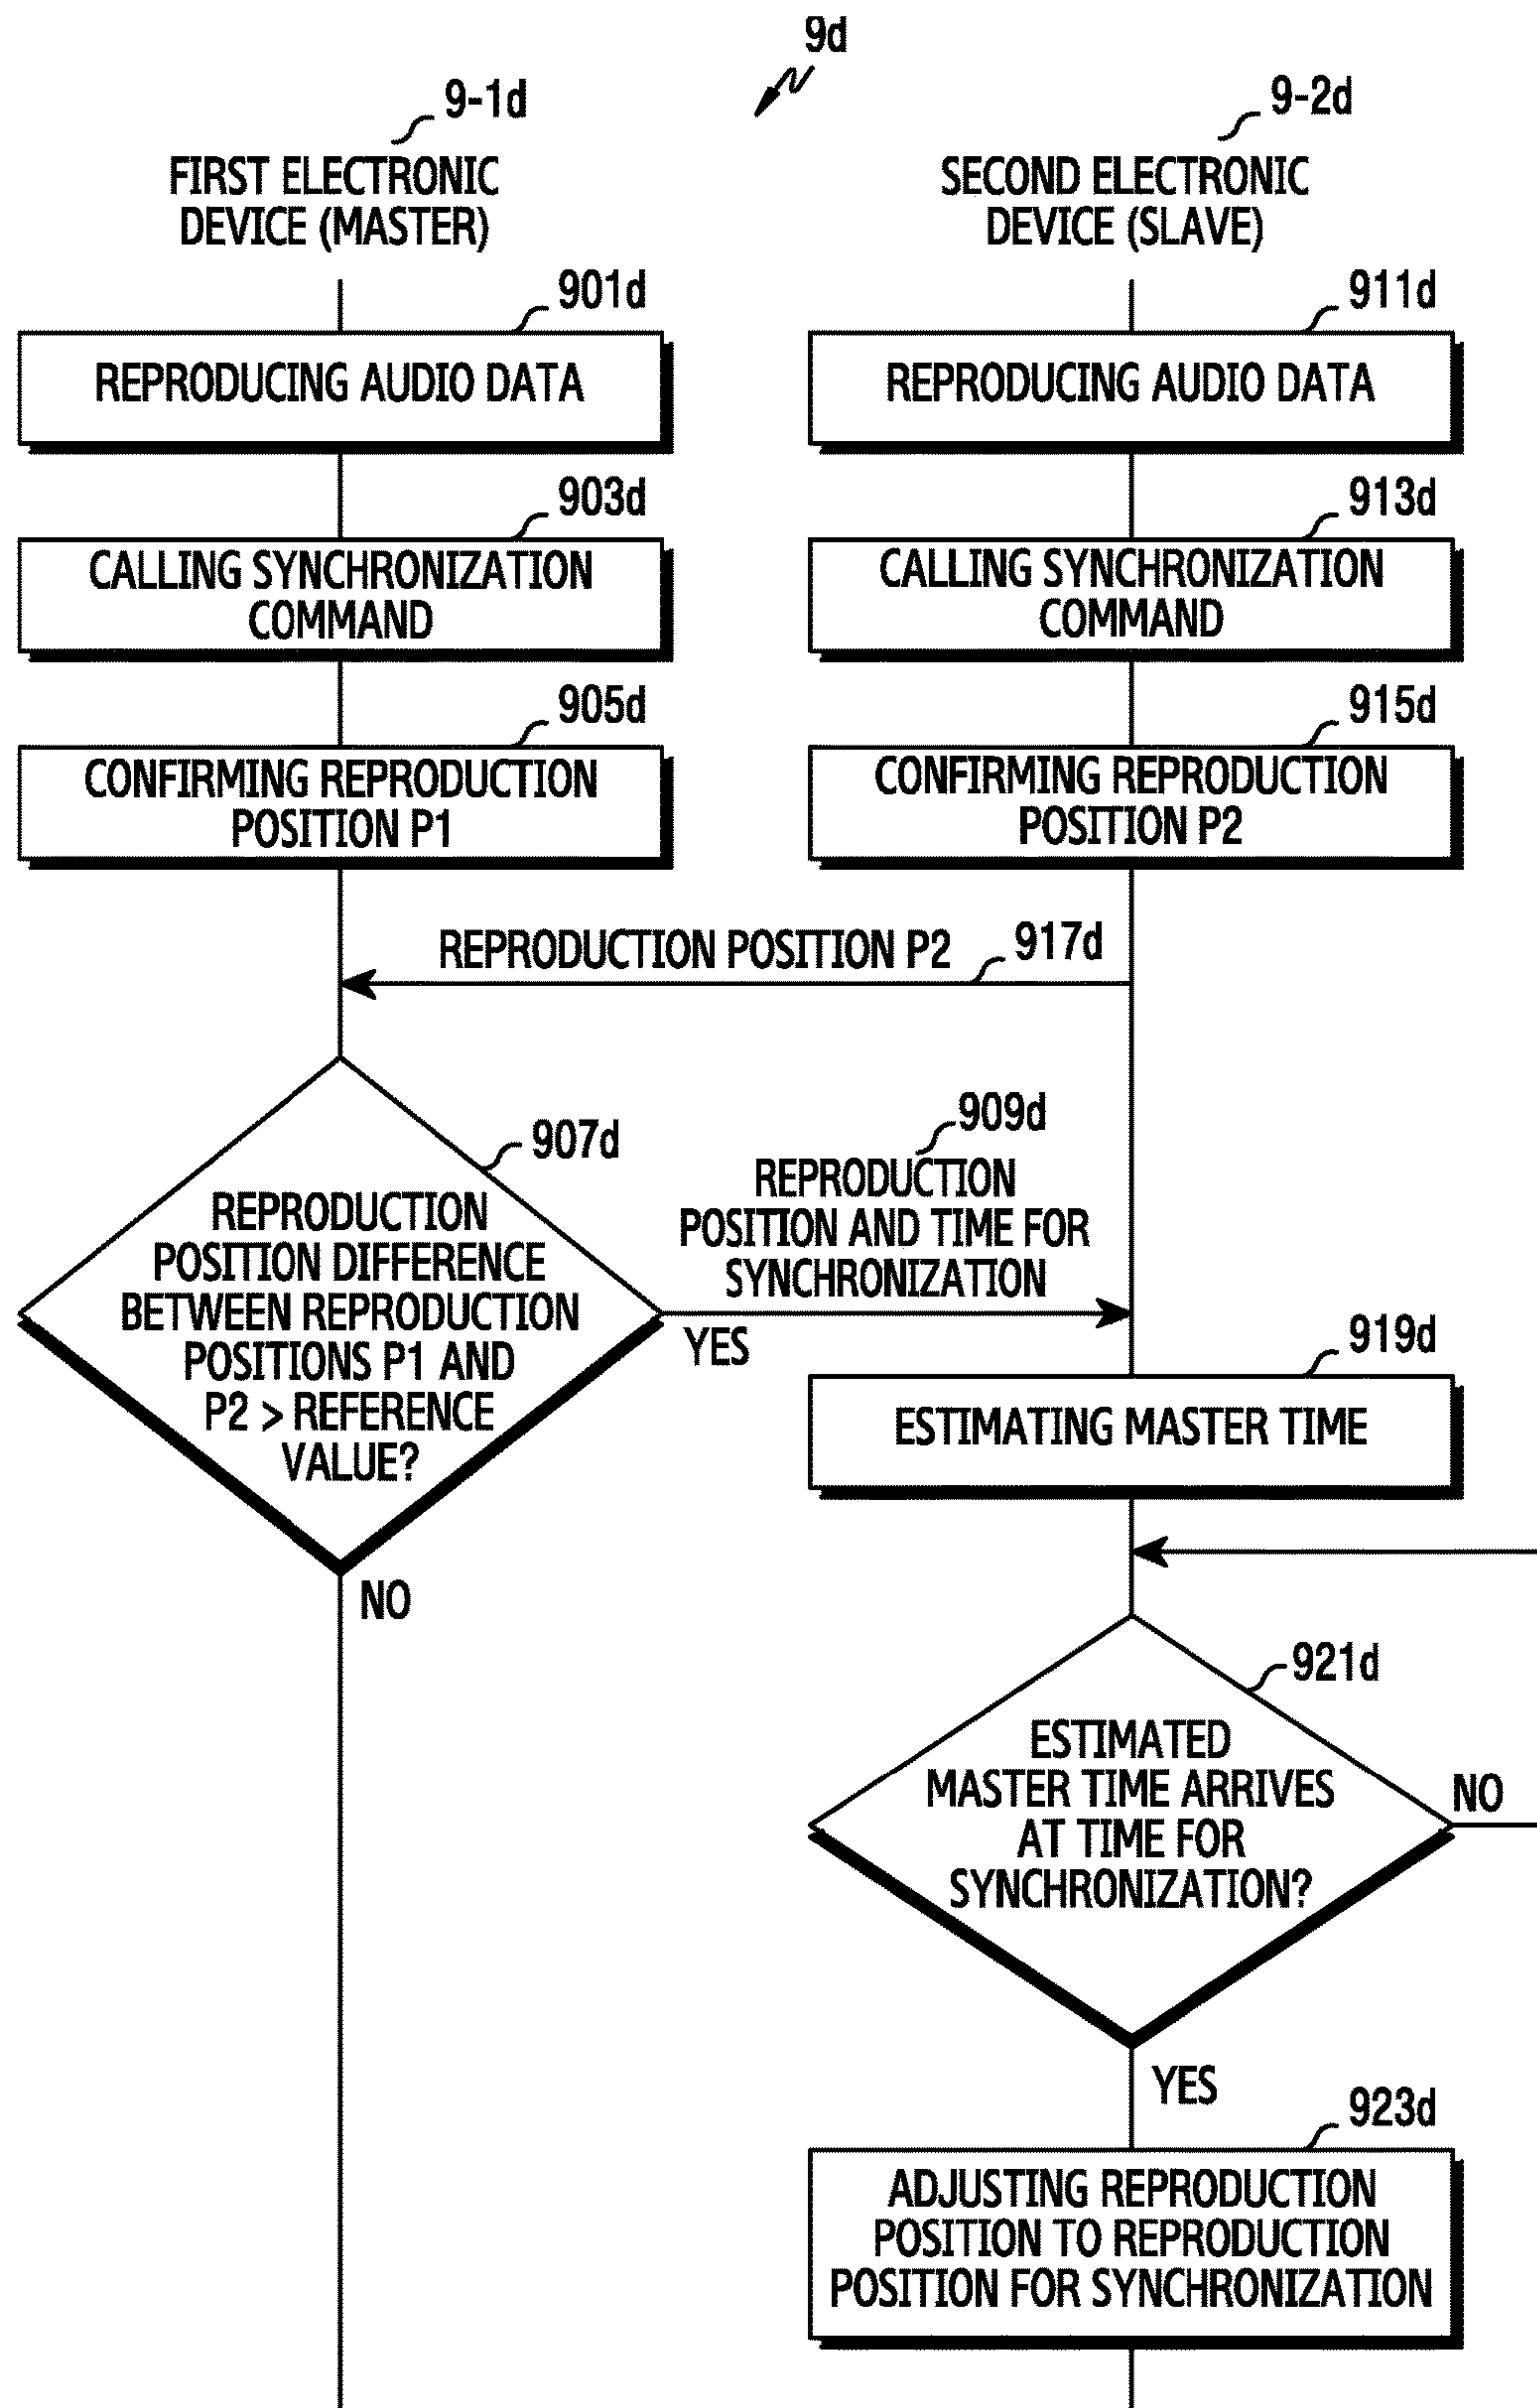 9d
9-1d
FIRST ELECTRONIC
DEVICE (MASTER)
9-2d
SECOND ELECTRONIC
DEVICE (SLAVE)
901d
REPRODUCING AUDIO DATA
911d
REPRODUCING AUDIO DATA
903d
CALLING SYNCHRONIZATION
COMMAND
913d
CALLING SYNCHRONIZATION
COMMAND
905d
CONFIRMING REPRODUCTION
POSITION P1
915d
CONFIRMING REPRODUCTION
POSITION P2
REPRODUCTION POSITION P2
917d
907d
REPRODUCTION
POSITION DIFFERENCE
BETWEEN REPRODUCTION
POSITIONS P1 AND
P2 > REFERENCE
VALUE?
YES
NO
909d
REPRODUCTION
POSITION AND TIME FOR
SYNCHRONIZATION
919d
ESTIMATING MASTER TIME
921d
ESTIMATED
MASTER TIME ARRIVES
AT TIME FOR
SYNCHRONIZATION?
NO
YES
923d
ADJUSTING REPRODUCTION
POSITION TO REPRODUCTION
POSITION FOR SYNCHRONIZATION